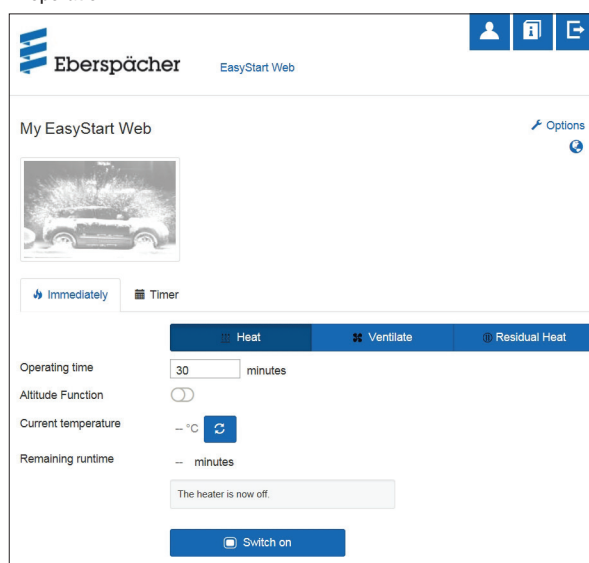 Eberspächer
EasyStart Web
My EasyStart Web
Options
Immediately
Timer
Heat
Ventilate
Residual Heat
Operating time
30
minutes
Altitude Function
Current temperature
-- °C
Remaining runtime
-- minutes
The heater is now off.
Switch on